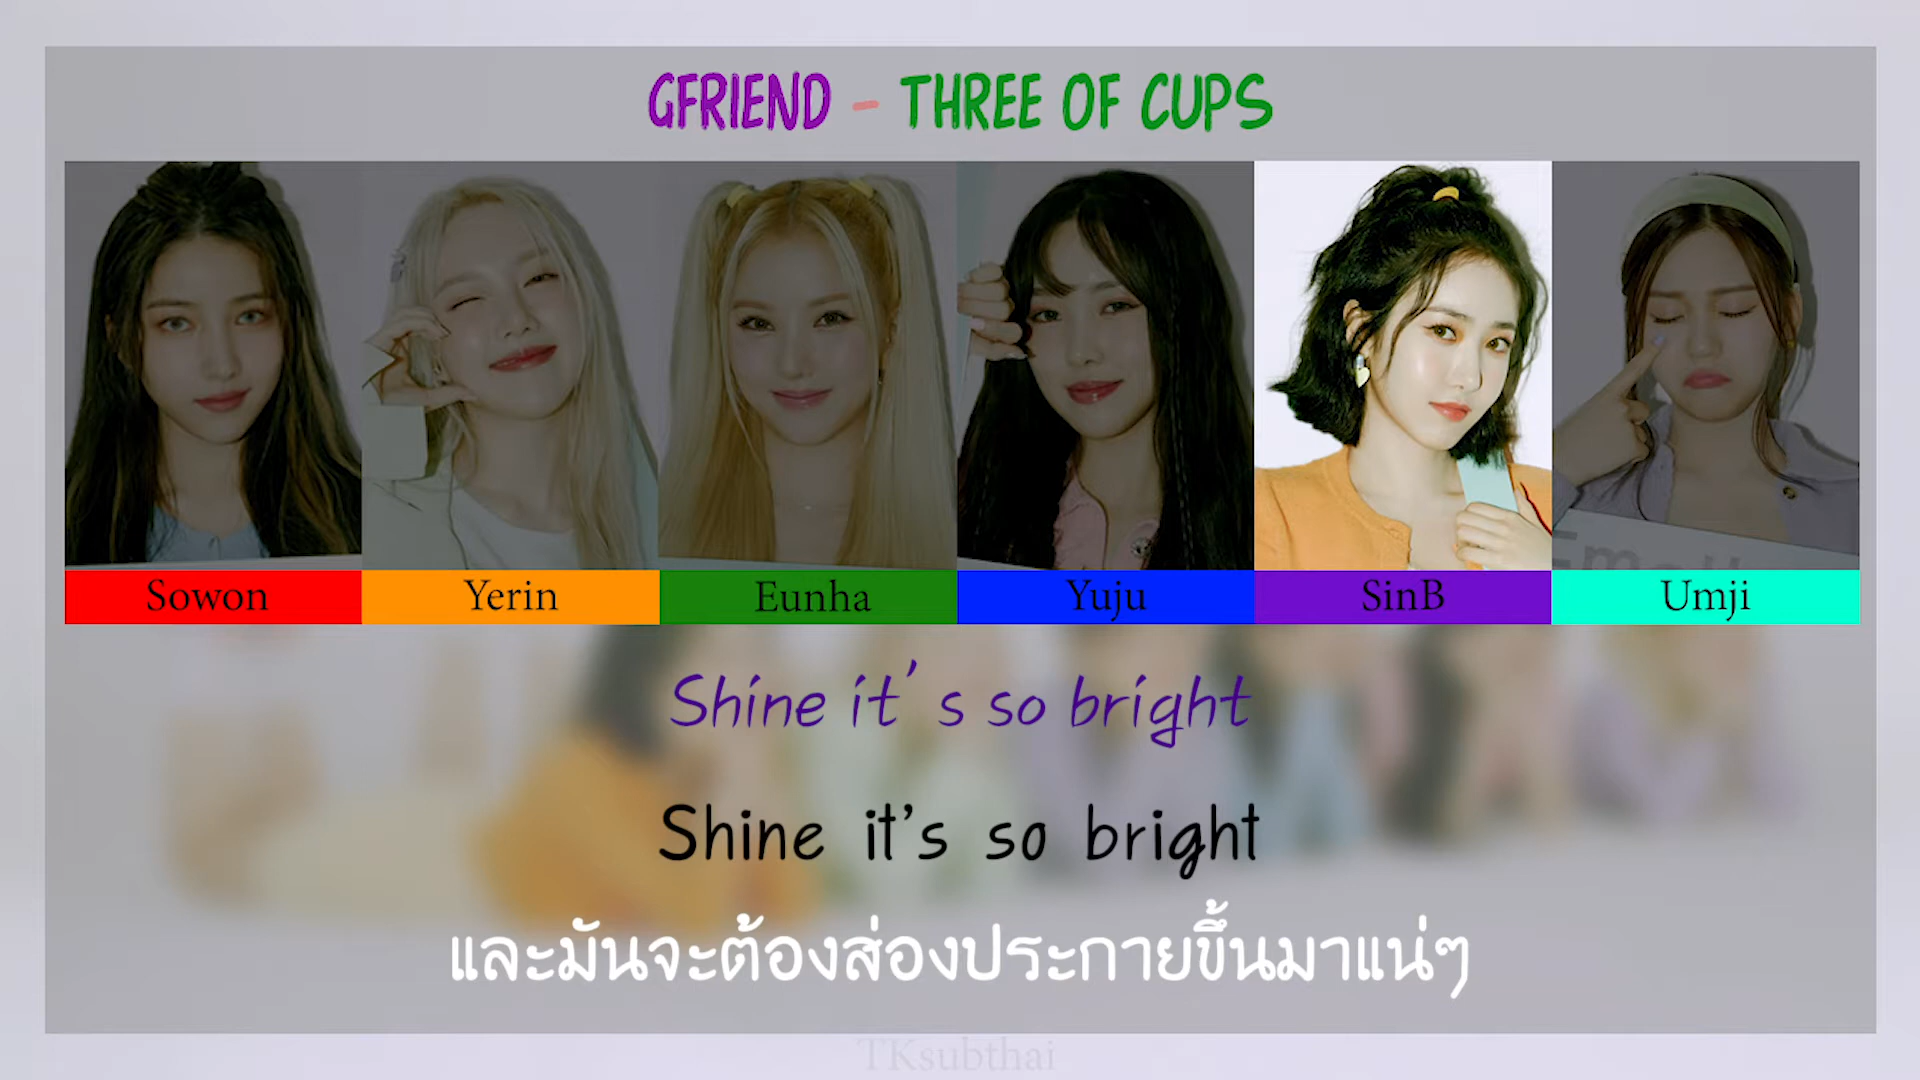 GFRIEND - THREE OF CUPS
Sowon Yerin Eunha Yuju SinB Umji
Shine it's so bright
Shine it's so bright
และมันจะต้องส่องประกายขึ้นมาแน่ๆ
TKsubthai